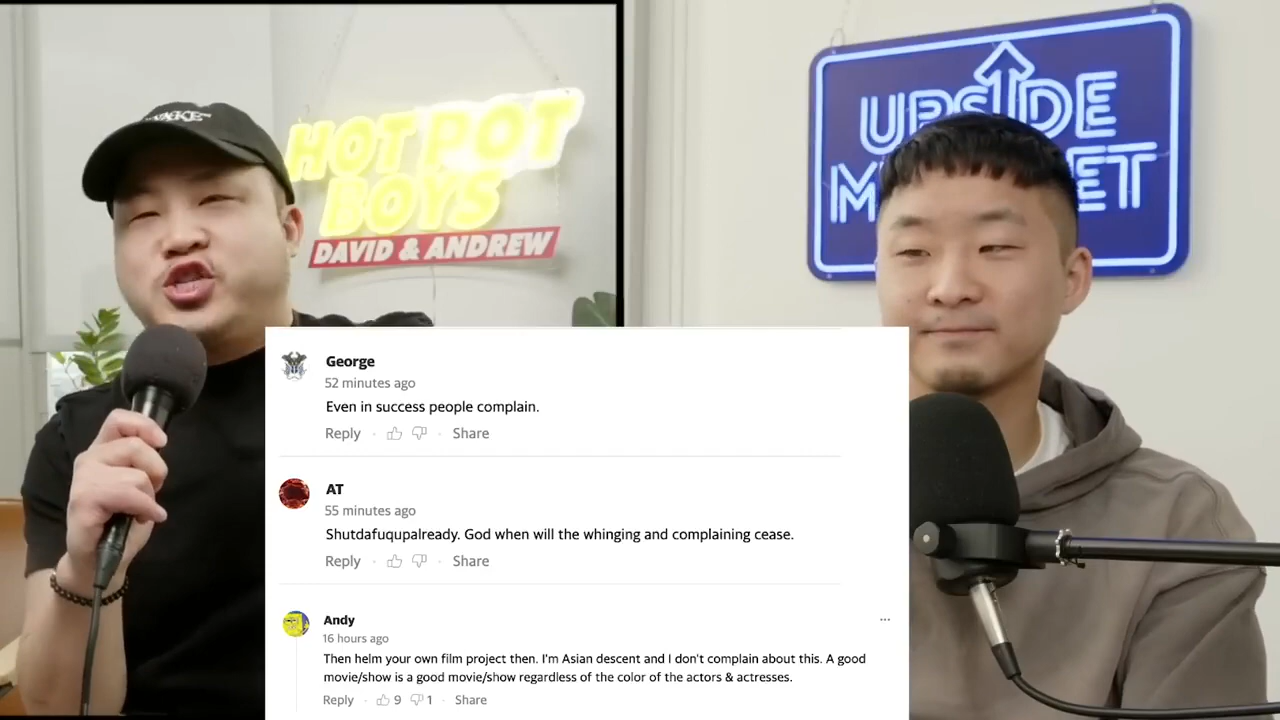 HOT POT
BOYS
DAVID & ANDREW
UPSIDE
George
52 minutes ago
Even in success people complain.
Reply · · Share
AT
55 minutes ago
Shutdafuqupalready. God when will the whinging and complaining cease.
Reply · · Share
Andy
...
16 hours ago
Then helm your own film project then. I'm Asian descent and I don't complain about this. A good
movie/show is a good movie/show regardless of the color of the actors & actresses.
Reply · 9 1 · Share